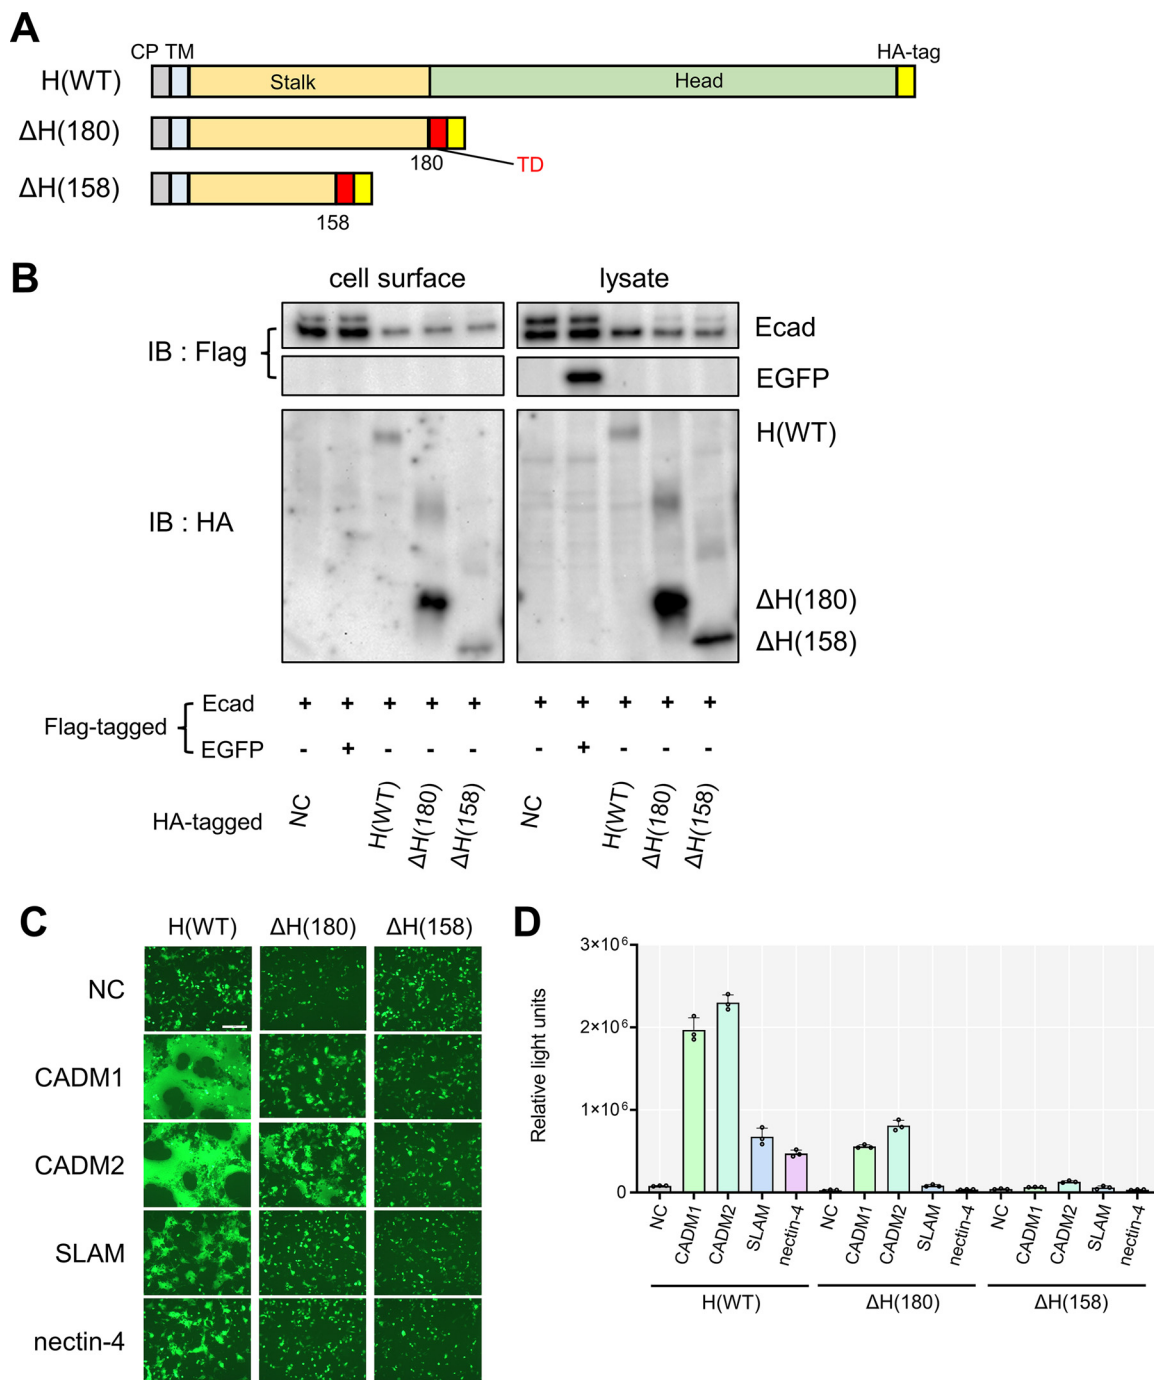 A
CP TM
HA-tag
H(WT)
Stalk
Head
ΔH(180)
180
TD
ΔH(158)
158
B
cell surface
lysate
IB : Flag
Ecad
EGFP
H(WT)
IB : HA
ΔH(180)
ΔH(158)
Flag-tagged
Ecad + + + + + + + + + +
EGFP - + - - - - + - - -
HA-tagged
NC H(WT) ΔH(180) ΔH(158) NC H(WT) ΔH(180) ΔH(158)
C
H(WT) ΔH(180) ΔH(158)
NC
CADM1
CADM2
SLAM
nectin-4
D
Relative light units
3×10⁶
2×10⁶
1×10⁶
0
NC CADM1 CADM2 SLAM nectin-4 NC CADM1 CADM2 SLAM nectin-4 NC CADM1 CADM2 SLAM nectin-4
H(WT) ΔH(180) ΔH(158)